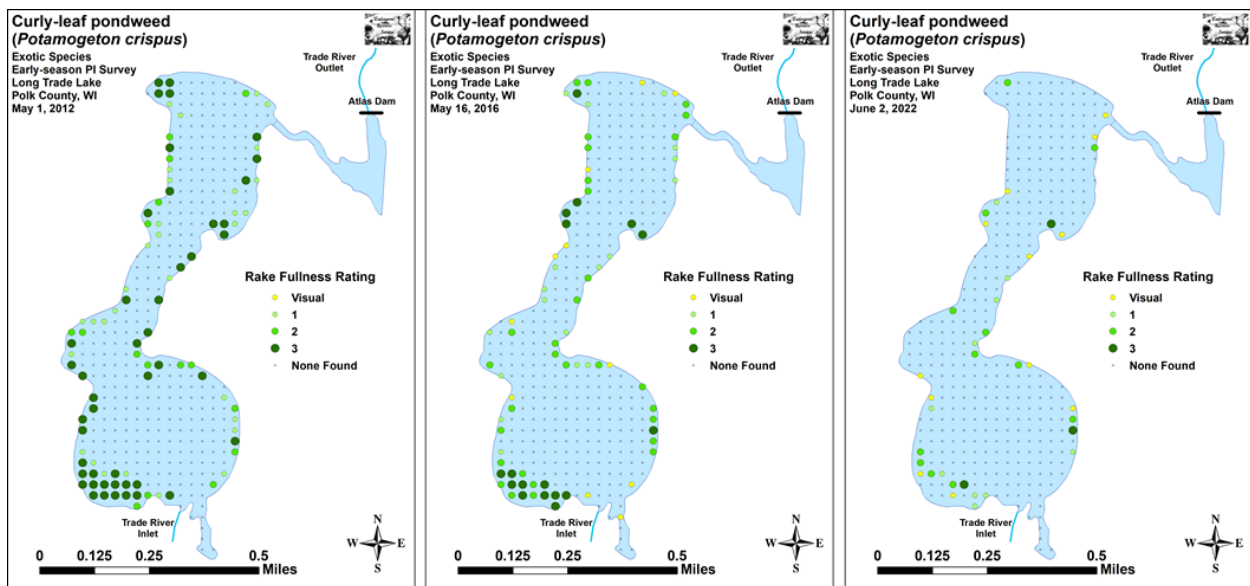 Curly-leaf pondweed
(Potamogeton crispus)
Exotic Species
Early-season PI Survey
Long Trade Lake
Polk County, WI
May 1, 2012
Trade River
Outlet
Atlas Dam
Rake Fullness Rating
Visual
1
2
3
None Found
Trade River
Inlet
N
W E
S
0 0.125 0.25 0.5
Miles
Curly-leaf pondweed
(Potamogeton crispus)
Exotic Species
Early-season PI Survey
Long Trade Lake
Polk County, WI
May 16, 2016
Trade River
Outlet
Atlas Dam
Rake Fullness Rating
Visual
1
2
3
None Found
Trade River
Inlet
N
W E
S
0 0.125 0.25 0.5
Miles
Curly-leaf pondweed
(Potamogeton crispus)
Exotic Species
Early-season PI Survey
Long Trade Lake
Polk County, WI
June 2, 2022
Trade River
Outlet
Atlas Dam
Rake Fullness Rating
Visual
1
2
3
None Found
Trade River
Inlet
N
W E
S
0 0.125 0.25 0.5
Miles